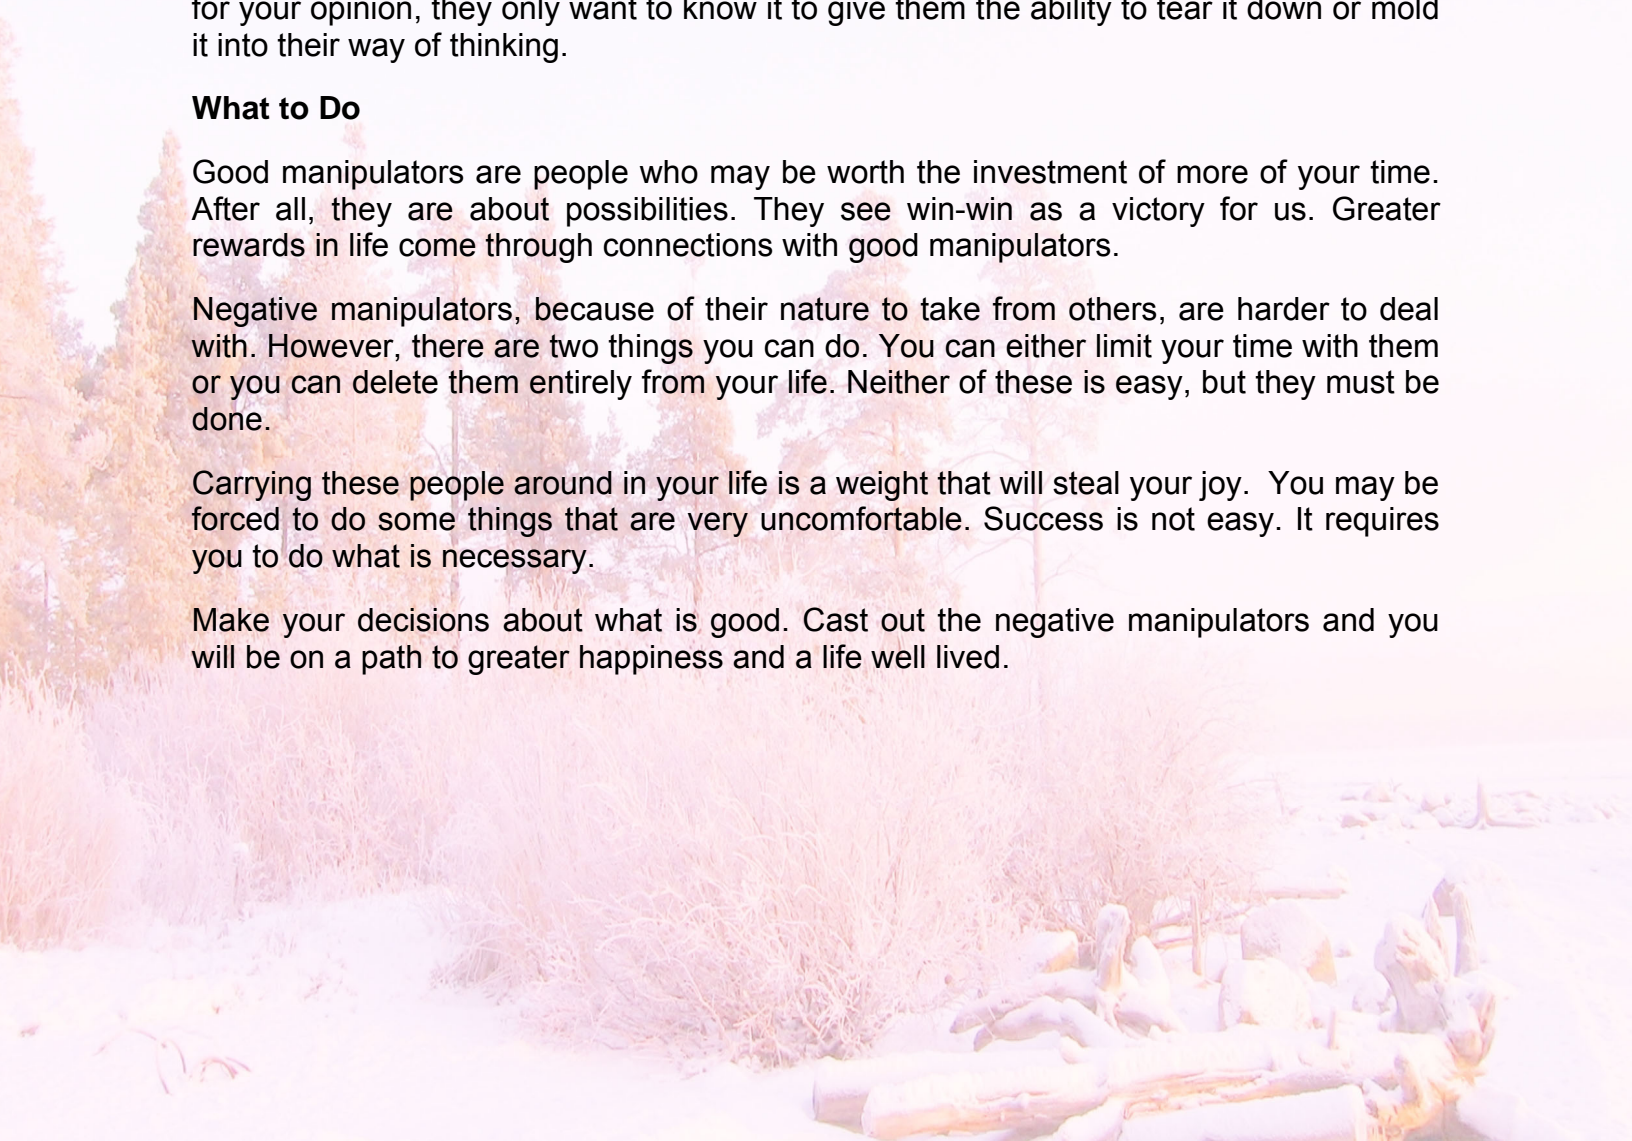 for your opinion, they only want to know it to give them the ability to tear it down or mold
it into their way of thinking.
What to Do
Good manipulators are people who may be worth the investment of more of your time.
After all, they are about possibilities. They see win-win as a victory for us. Greater
rewards in life come through connections with good manipulators.
Negative manipulators, because of their nature to take from others, are harder to deal
with. However, there are two things you can do. You can either limit your time with them
or you can delete them entirely from your life. Neither of these is easy, but they must be
done.
Carrying these people around in your life is a weight that will steal your joy.  You may be
forced to do some things that are very uncomfortable. Success is not easy. It requires
you to do what is necessary.
Make your decisions about what is good. Cast out the negative manipulators and you
will be on a path to greater happiness and a life well lived.